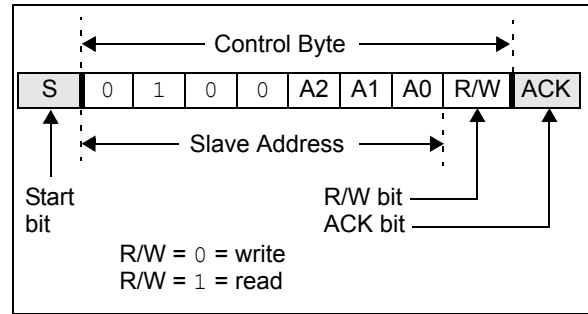 Control Byte
S 0 1 0 0 A2 A1 A0 R/W ACK
Slave Address
Start
bit
R/W bit
ACK bit
R/W = 0 = write
R/W = 1 = read